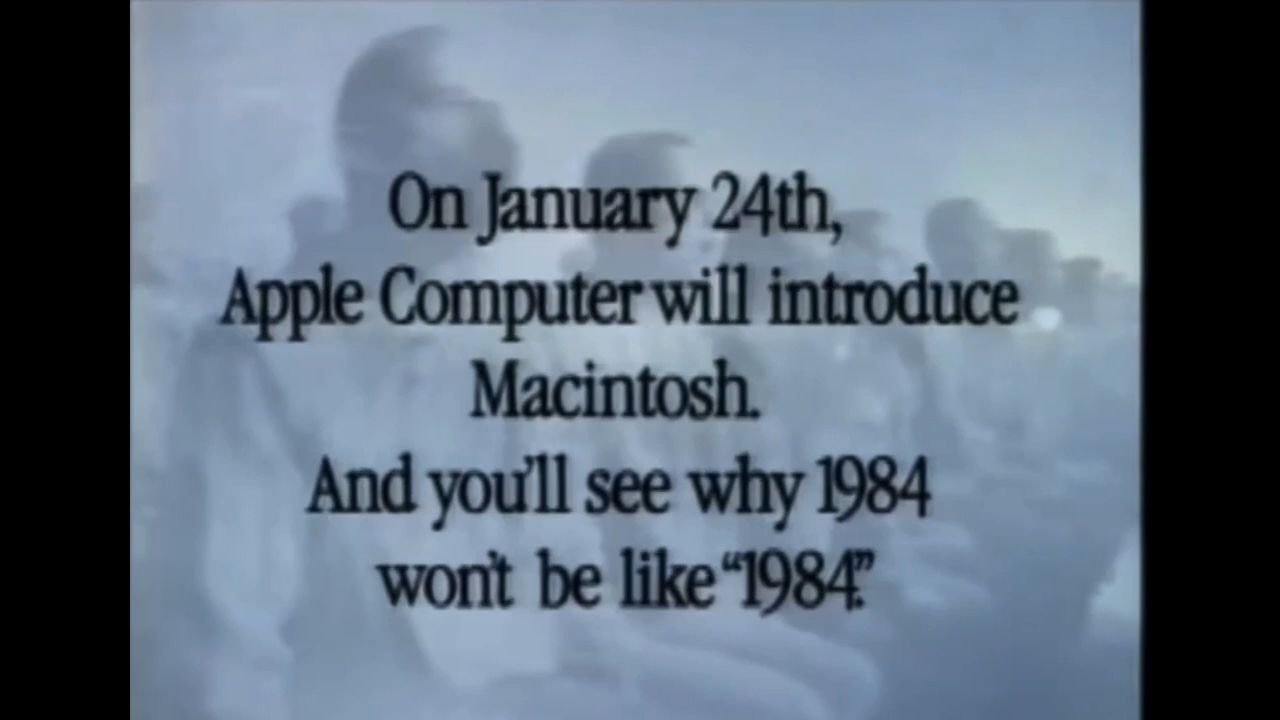 On January 24th,
Apple Computer will introduce
Macintosh.
And you'll see why 1984
won't be like “1984.”